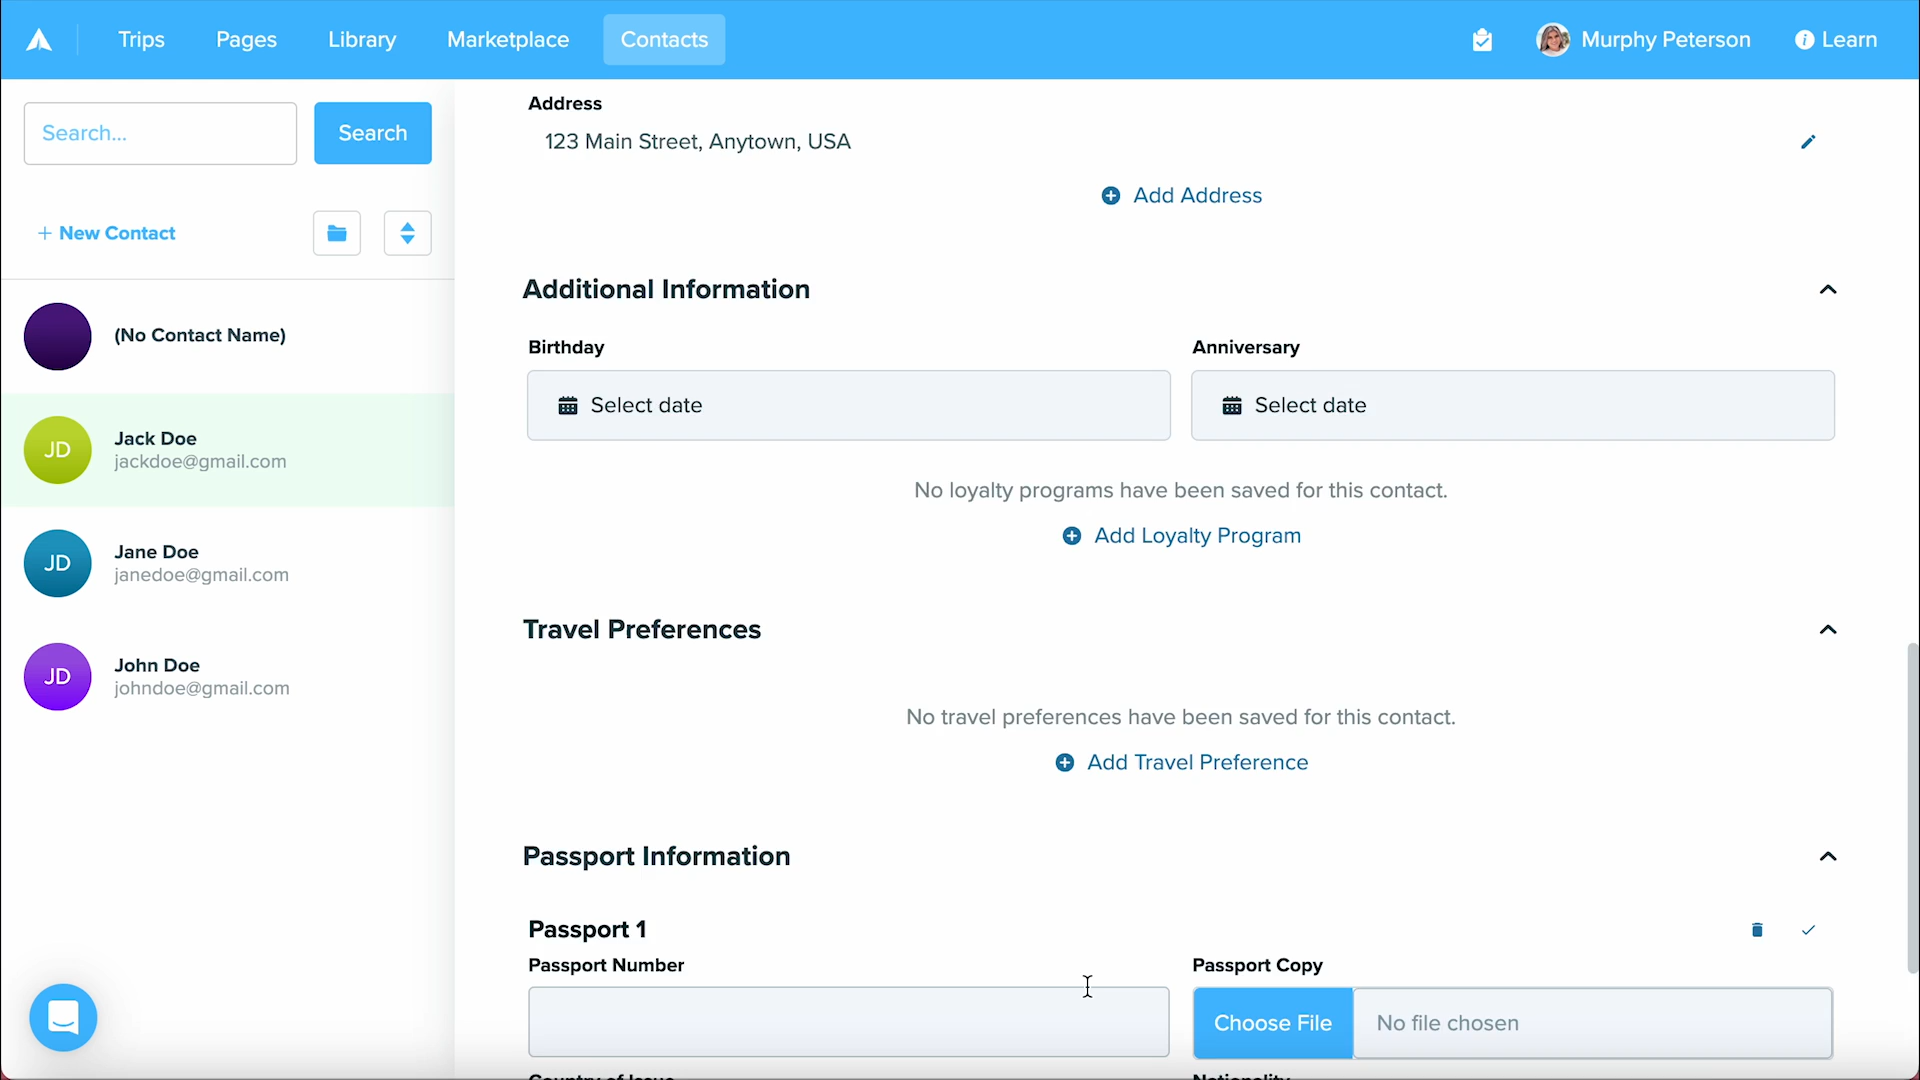 Trips
Pages
Library
Marketplace
Contacts
Murphy Peterson
Learn
Search...
Search
+ New Contact
(No Contact Name)
JD
Jack Doe
jackdoe@gmail.com
JD
Jane Doe
janedoe@gmail.com
JD
John Doe
johndoe@gmail.com
Address
123 Main Street, Anytown, USA
Add Address
Additional Information
Birthday
Anniversary
Select date
Select date
No loyalty programs have been saved for this contact.
Add Loyalty Program
Travel Preferences
No travel preferences have been saved for this contact.
Add Travel Preference
Passport Information
Passport 1
Passport Number
Passport Copy
Choose File
No file chosen
Country of Issue
Nationality